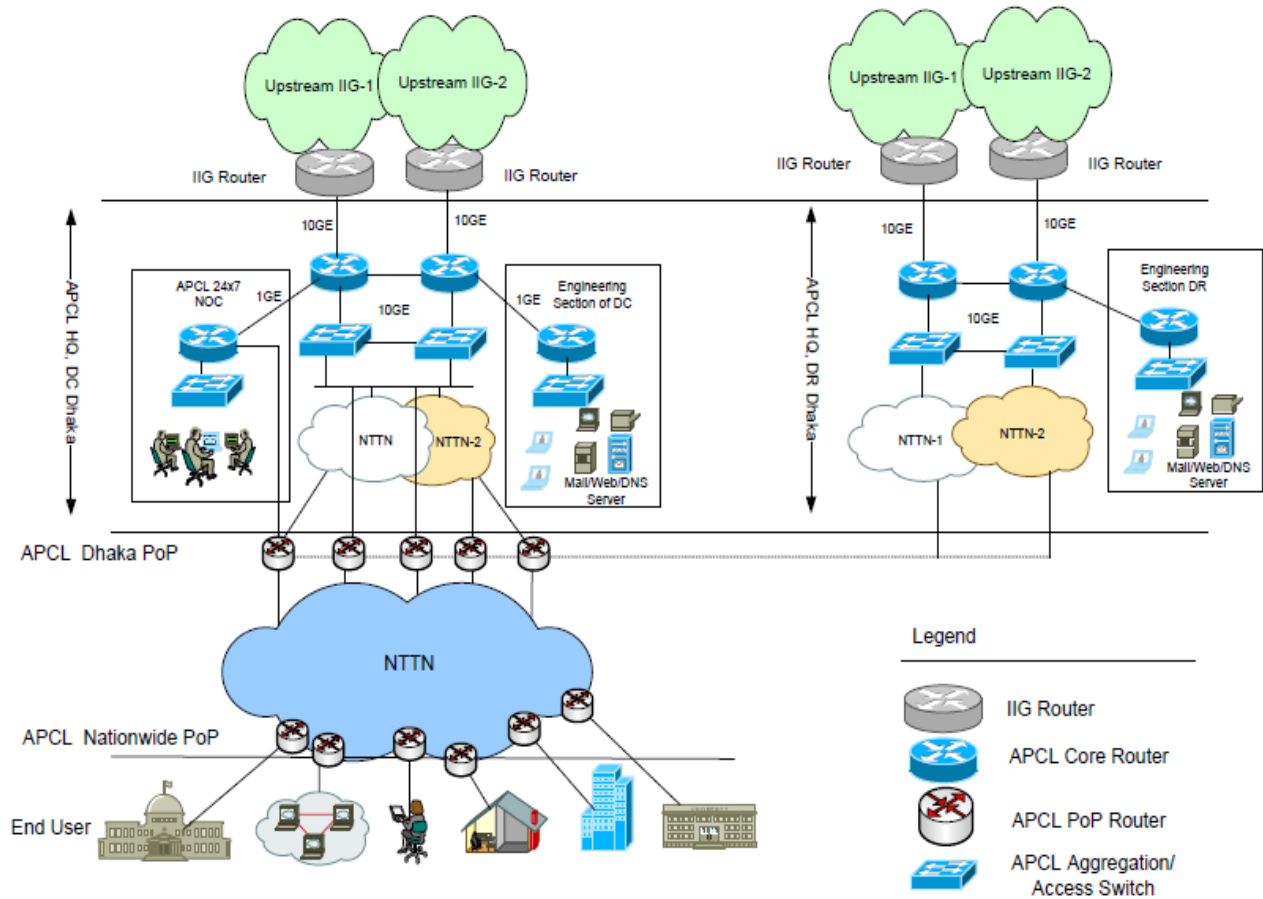 Upstream IIG-1
Upstream IIG-2
Upstream IIG-1
Upstream IIG-2
IIG Router
IIG Router
IIG Router
IIG Router
10GE
10GE
10GE
10GE
APCL HQ, DC Dhaka
APCL 24x7
NOC
1GE
10GE
1GE
Engineering
Section of DC
APCL HQ, DR Dhaka
10GE
Engineering
Section DR
NTTN
NTTN-2
Mail/Web/DNS
Server
NTTN-1
NTTN-2
Mail/Web/DNS
Server
APCL Dhaka PoP
NTTN
APCL Nationwide PoP
End User
Legend
IIG Router
APCL Core Router
APCL PoP Router
APCL Aggregation/
Access Switch